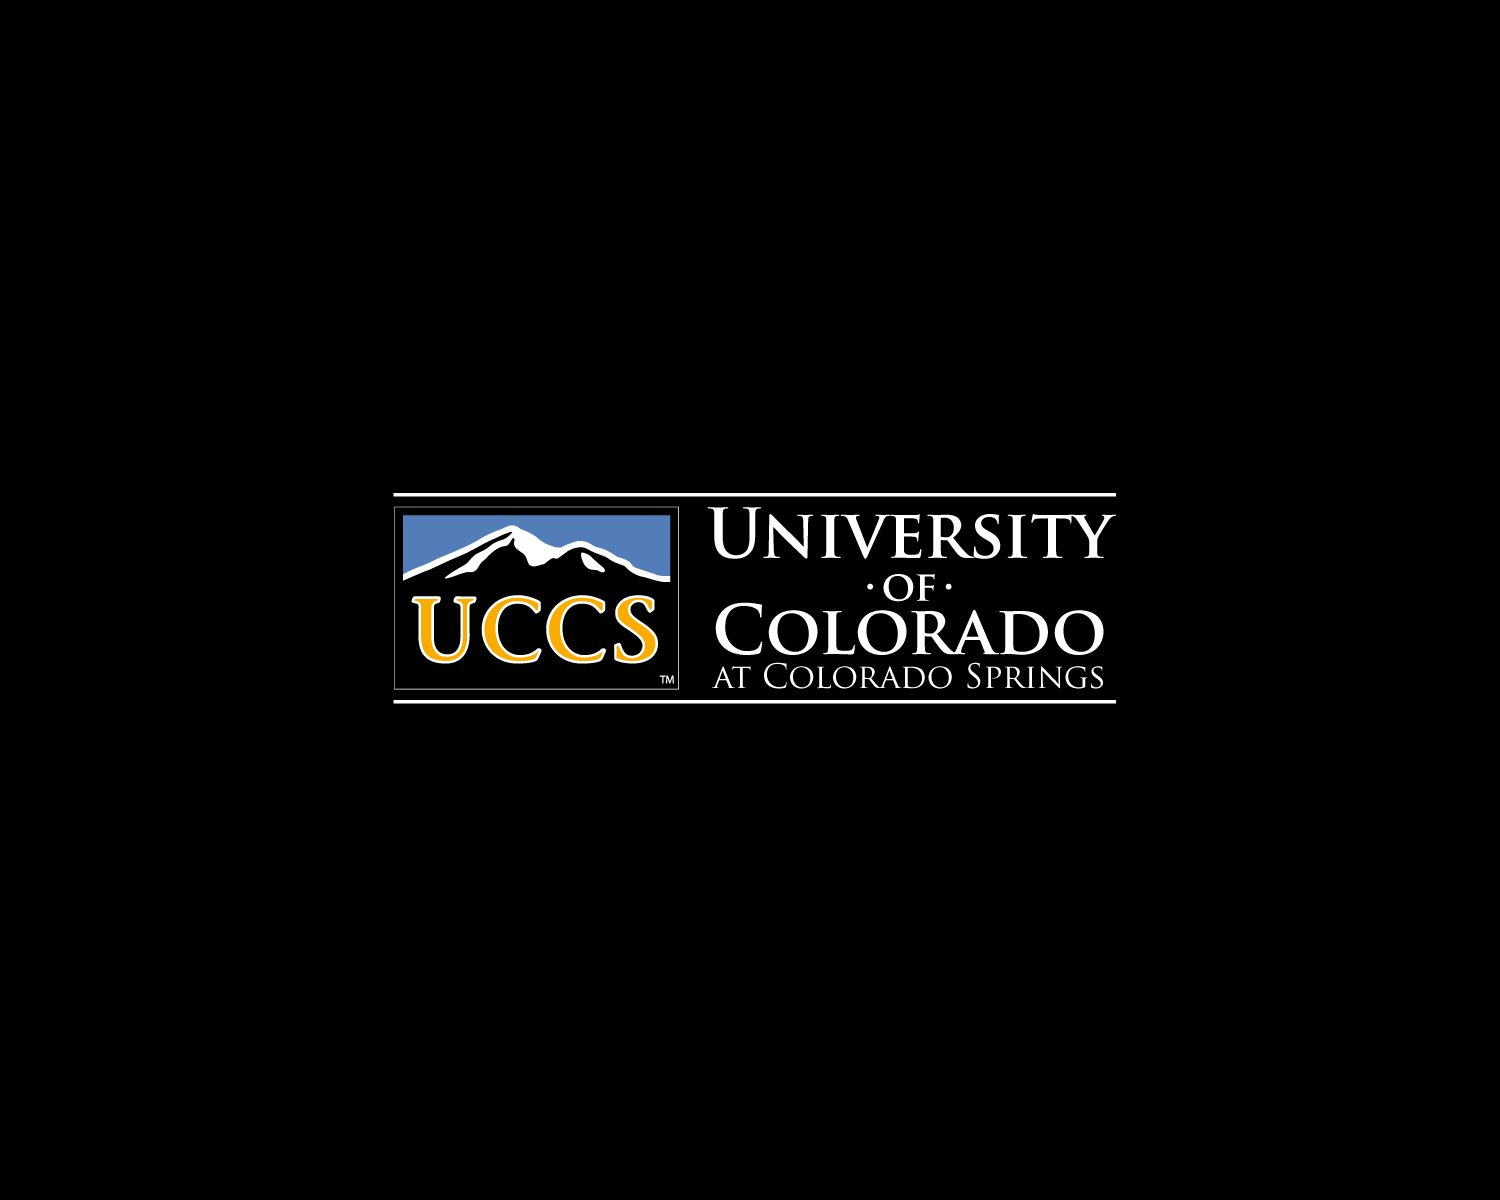 UCCS
™
UNIVERSITY
·OF·
COLORADO
AT COLORADO SPRINGS